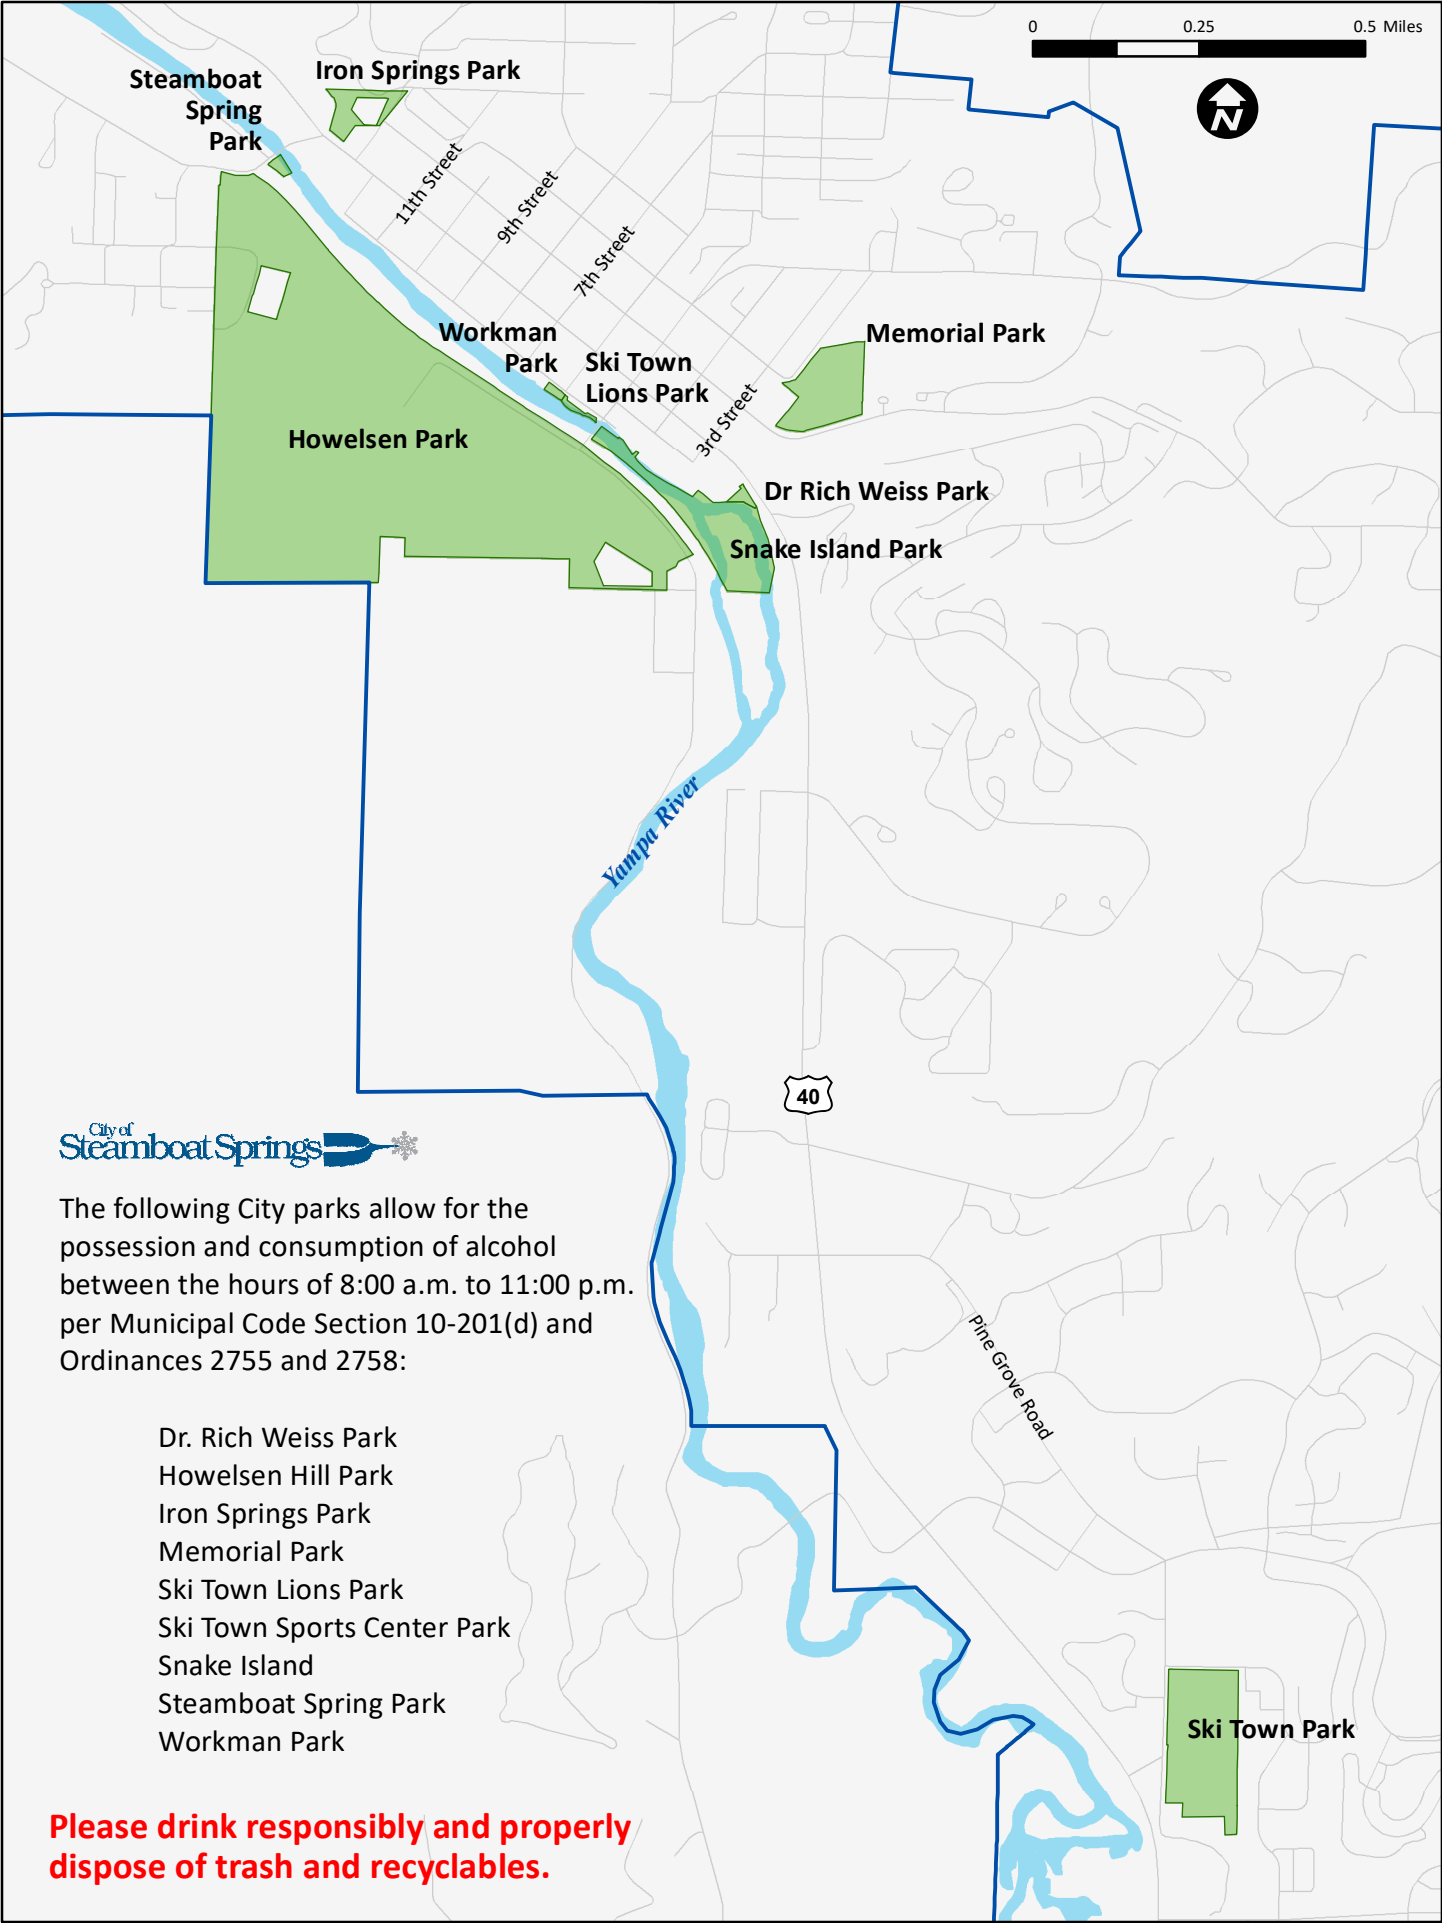 0 0.25 0.5 Miles
N
Steamboat
Spring
Park
Iron Springs Park
11th Street
9th Street
7th Street
3rd Street
Workman
Park
Ski Town
Lions Park
Memorial Park
Howelsen Park
Dr Rich Weiss Park
Snake Island Park
Yampa River
40
Pine Grove Road
Ski Town Park
City of
Steamboat Springs
The following City parks allow for the
possession and consumption of alcohol
between the hours of 8:00 a.m. to 11:00 p.m.
per Municipal Code Section 10-201(d) and
Ordinances 2755 and 2758:
Dr. Rich Weiss Park
Howelsen Hill Park
Iron Springs Park
Memorial Park
Ski Town Lions Park
Ski Town Sports Center Park
Snake Island
Steamboat Spring Park
Workman Park
Please drink responsibly and properly
dispose of trash and recyclables.